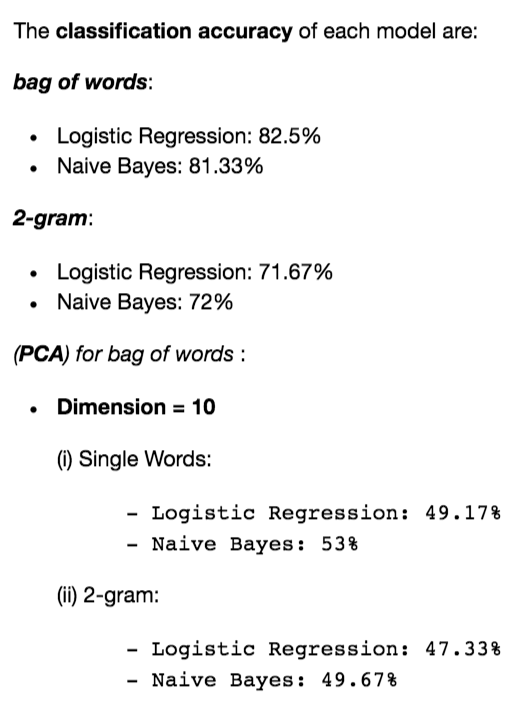 The classification accuracy of each model are:
bag of words:
• Logistic Regression: 82.5%
• Naive Bayes: 81.33%
2-gram:
• Logistic Regression: 71.67%
• Naive Bayes: 72%
(PCA) for bag of words :
• Dimension = 10
(i) Single Words:
– Logistic Regression: 49.17%
– Naive Bayes: 53%
(ii) 2-gram:
– Logistic Regression: 47.33%
– Naive Bayes: 49.67%